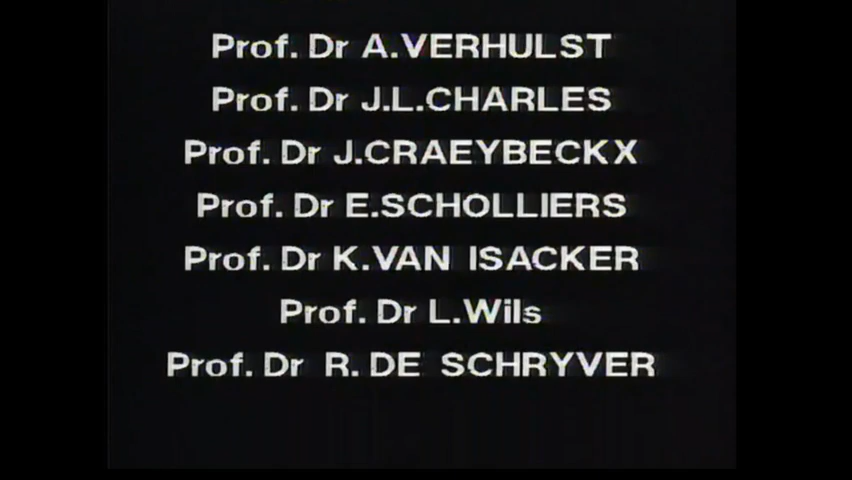 Prof. Dr A.VERHULST
Prof. Dr J.L.CHARLES
Prof. Dr J.CRAEYBECKX
Prof. Dr E.SCHOLLIERS
Prof. Dr K.VAN ISACKER
Prof. Dr L.Wils
Prof. Dr R. DE SCHRYVER